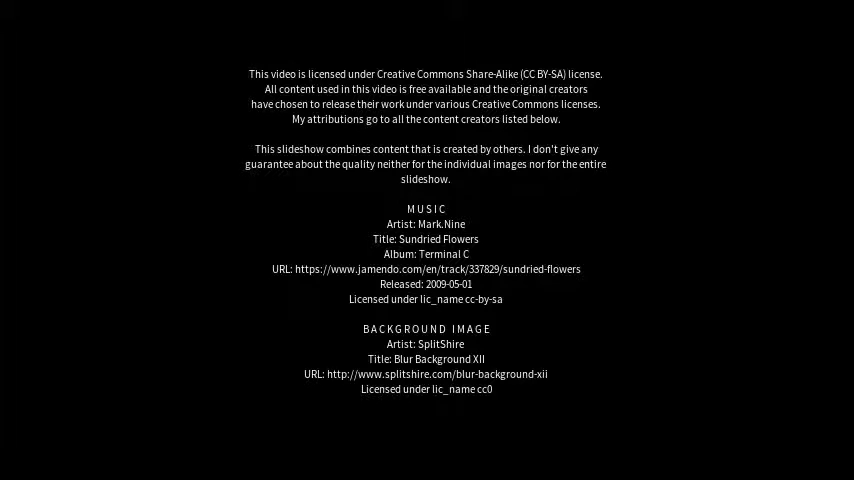 This video is licensed under Creative Commons Share-Alike (CC BY-SA) license.
All content used in this video is free available and the original creators
have chosen to release their work under various Creative Commons licenses.
My attributions go to all the content creators listed below.
This slideshow combines content that is created by others. I don't give any
guarantee about the quality neither for the individual images nor for the entire
slideshow.
MUSIC
Artist: Mark.Nine
Title: Sundried Flowers
Album: Terminal C
URL: https://www.jamendo.com/en/track/337829/sundried-flowers
Released: 2009-05-01
Licensed under lic_name cc-by-sa
BACKGROUND IMAGE
Artist: SplitShire
Title: Blur Background XII
URL: http://www.splitshire.com/blur-background-xii
Licensed under lic_name cc0